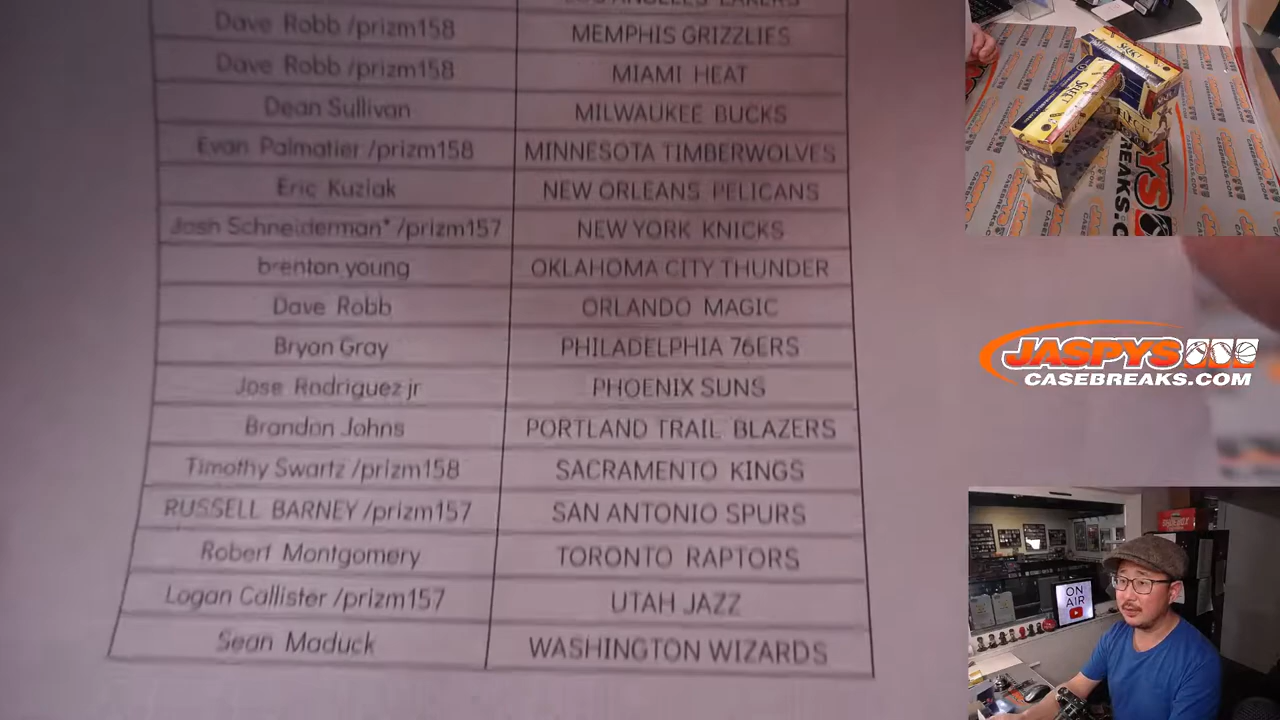 LOS ANGELES LAKERS
Dave Robb /prizm158 MEMPHIS GRIZZLIES
Dave Robb /prizm158 MIAMI HEAT
Dean Sullivan MILWAUKEE BUCKS
Evan Palmatier /prizm158 MINNESOTA TIMBERWOLVES
Eric Kuziak NEW ORLEANS PELICANS
Josh Schneiderman* /prizm157 NEW YORK KNICKS
brenton young OKLAHOMA CITY THUNDER
Dave Robb ORLANDO MAGIC
Bryan Gray PHILADELPHIA 76ERS
Jose Rodriguez jr PHOENIX SUNS
Brandon Johns PORTLAND TRAIL BLAZERS
Timothy Swartz /prizm158 SACRAMENTO KINGS
RUSSELL BARNEY /prizm157 SAN ANTONIO SPURS
Robert Montgomery TORONTO RAPTORS
Logan Callister /prizm157 UTAH JAZZ
Sean Maduck WASHINGTON WIZARDS
SELECT
JASPYS
CASEBREAKS.COM
ON
AIR